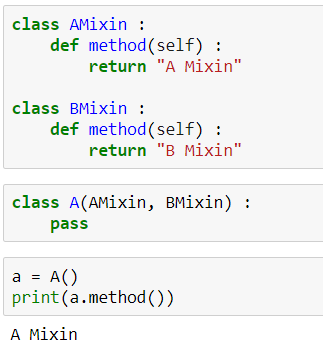 class AMixin :
    def method(self) :
        return "A Mixin"
class BMixin :
    def method(self) :
        return "B Mixin"
class A(AMixin, BMixin) :
    pass
a = A()
print(a.method())
A Mixin